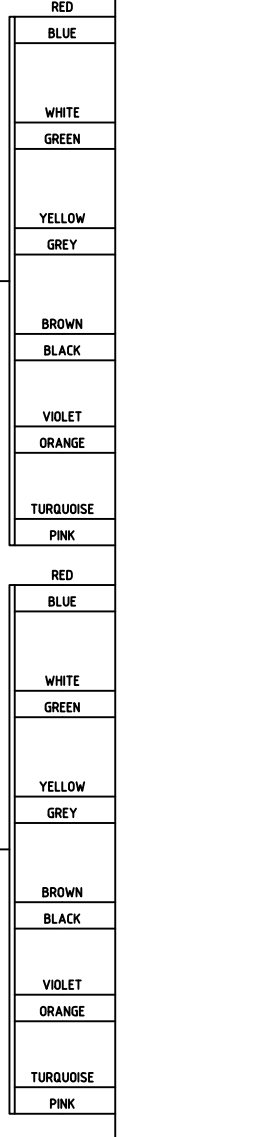 RED
BLUE
WHITE
GREEN
YELLOW
GREY
BROWN
BLACK
VIOLET
ORANGE
TURQUOISE
PINK
RED
BLUE
WHITE
GREEN
YELLOW
GREY
BROWN
BLACK
VIOLET
ORANGE
TURQUOISE
PINK